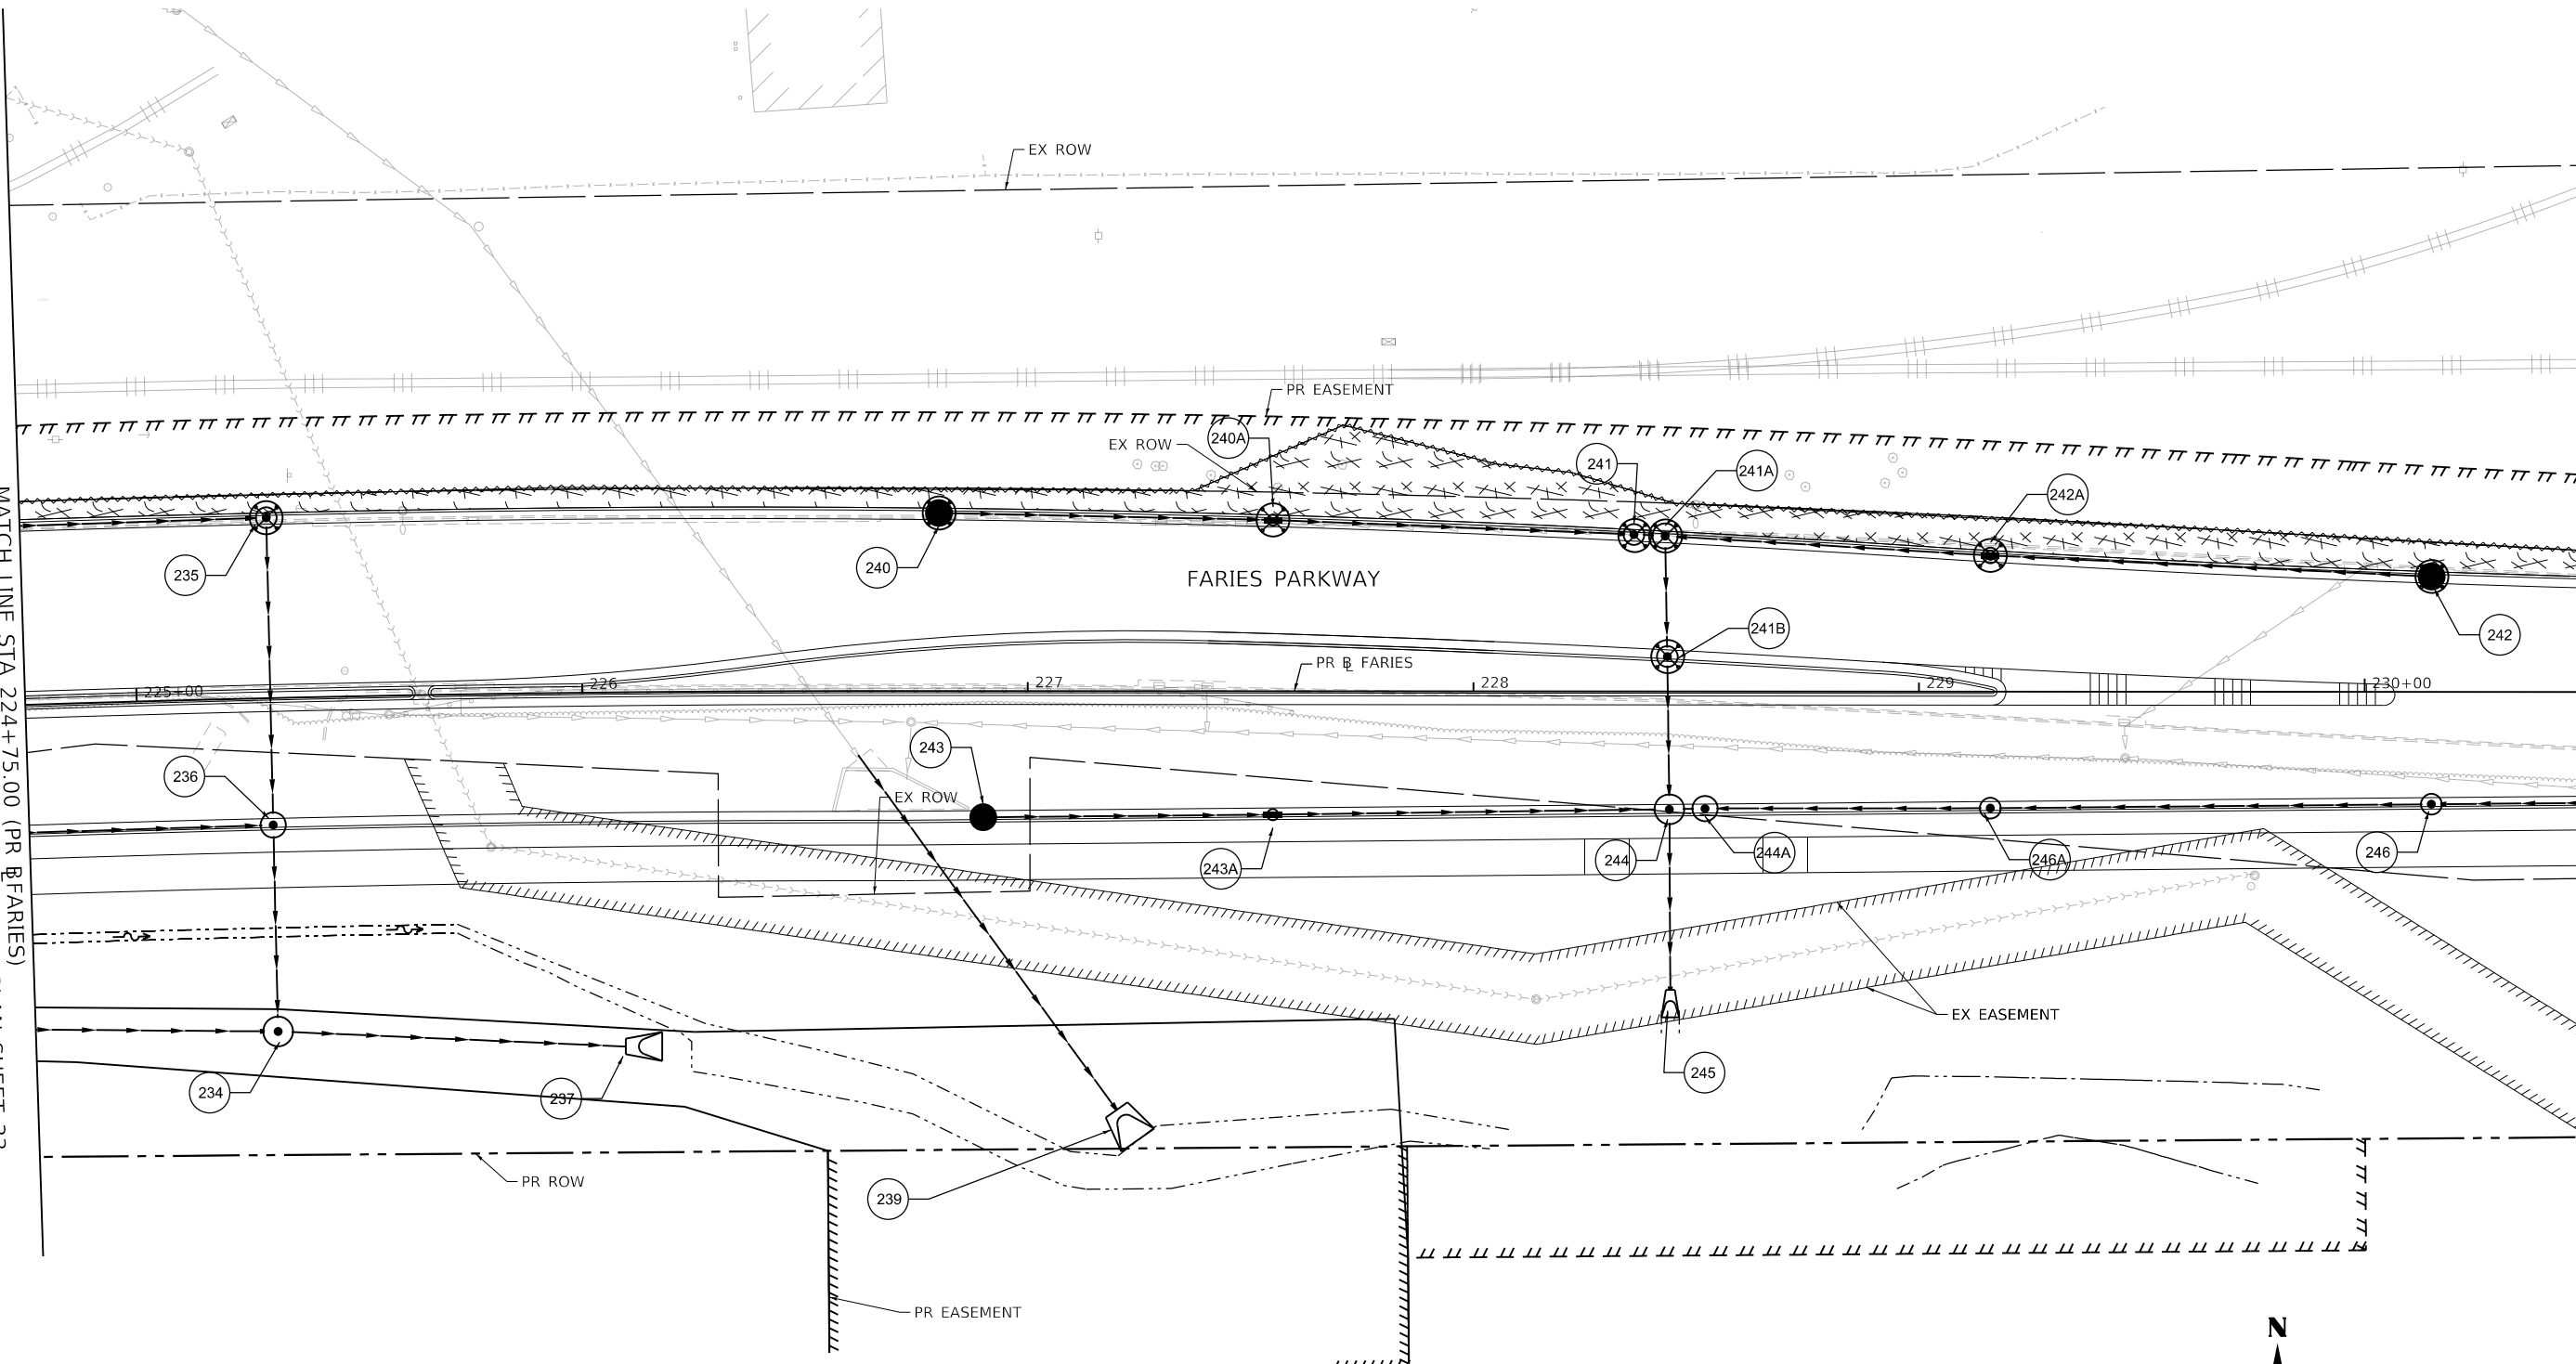 EX ROW
PR EASEMENT
EX ROW
240A
241
241A
242A
235
240
FARIES PARKWAY
241B
242
PR BL FARIES
225+00
226
227
228
229
230+00
243
236
EX ROW
243A
244
244A
246A
246
EX EASEMENT
234
237
245
PR ROW
239
PR EASEMENT
N
MATCH LINE STA 224+75.00 (PR BL FARIES)